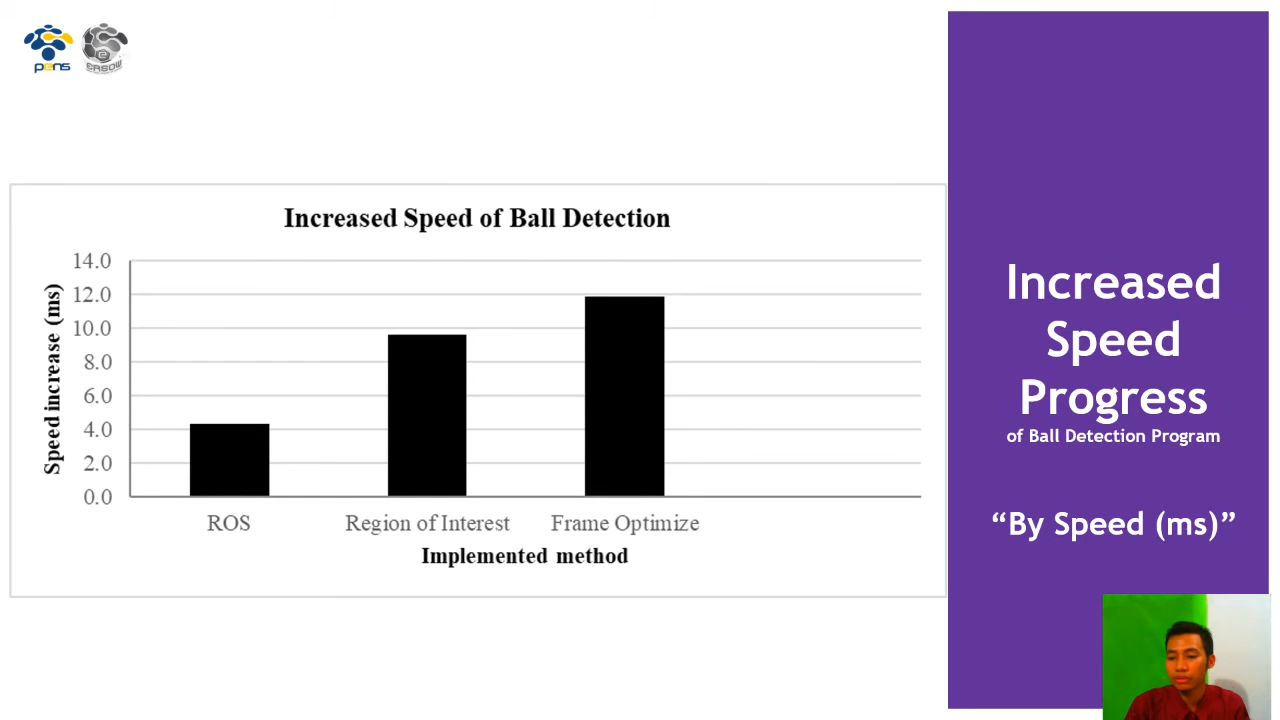 pens
ERSOW
Increased Speed of Ball Detection
14.0
12.0
10.0
8.0
6.0
4.0
2.0
0.0
Speed increase (ms)
ROS
Region of Interest
Frame Optimize
Implemented method
Increased
Speed
Progress
of Ball Detection Program
“By Speed (ms)”